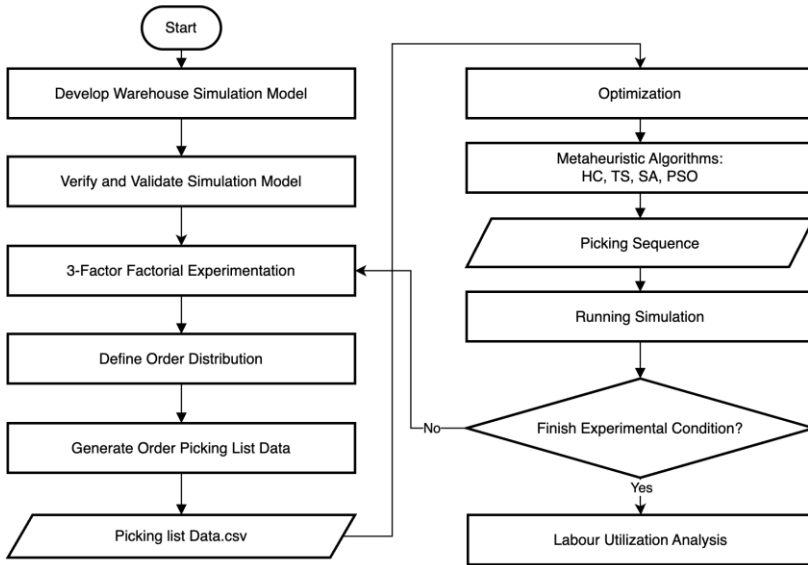 Start
Develop Warehouse Simulation Model
Verify and Validate Simulation Model
3-Factor Factorial Experimentation
Define Order Distribution
Generate Order Picking List Data
Picking list Data.csv
Optimization
Metaheuristic Algorithms:
HC, TS, SA, PSO
Picking Sequence
Running Simulation
Finish Experimental Condition?
No
Yes
Labour Utilization Analysis